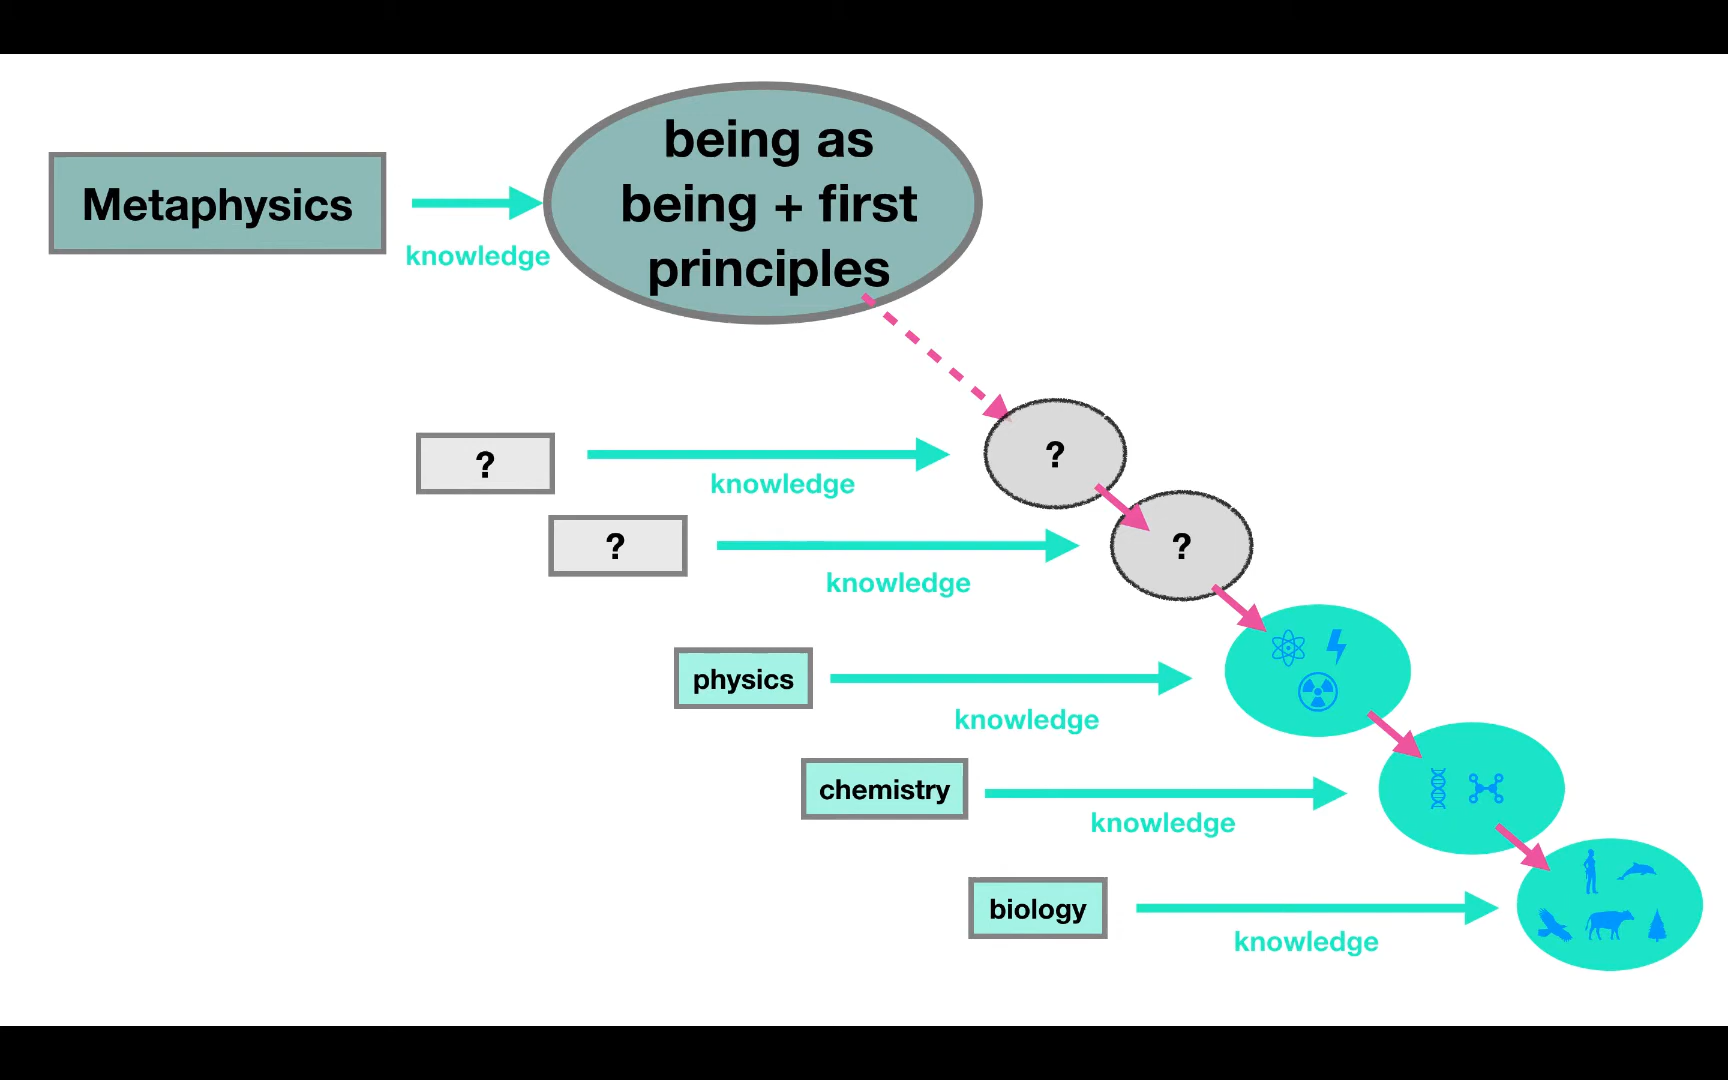 being as
being + first
principles
Metaphysics
knowledge
?
?
knowledge
?
?
knowledge
physics
knowledge
chemistry
knowledge
biology
knowledge